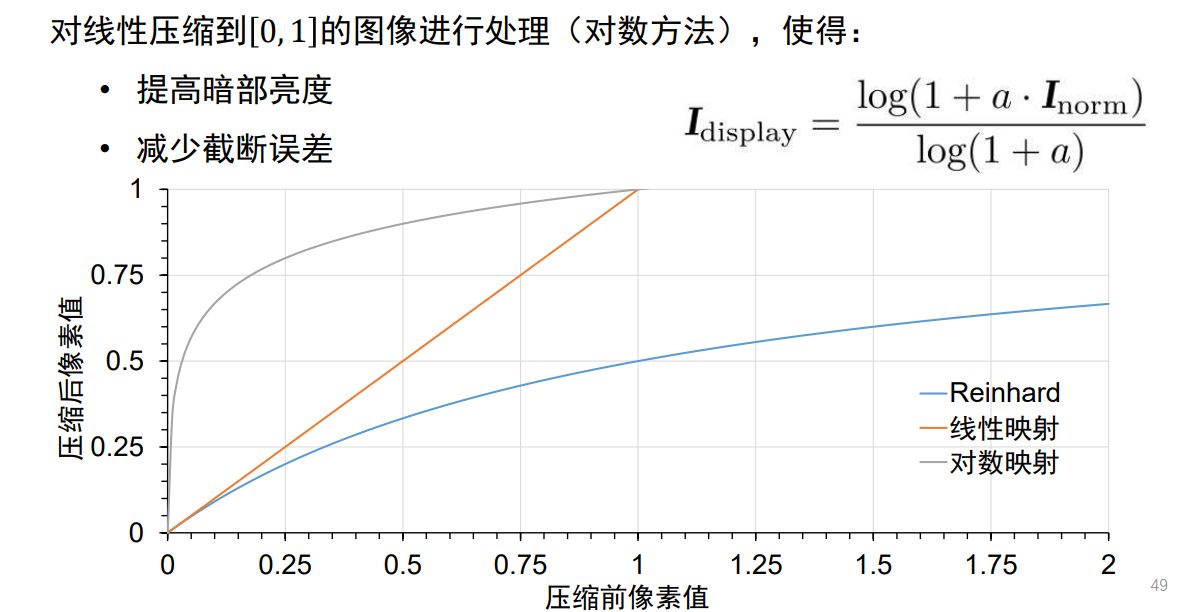 对线性压缩到[0, 1]的图像进行处理（对数方法），使得：
• 提高暗部亮度
• 减少截断误差
I_display = log(1 + a · I_norm) / log(1 + a)
1
0.75
0.5
0.25
0
压缩后像素值
Reinhard
线性映射
对数映射
0 0.25 0.5 0.75 1 1.25 1.5 1.75 2
压缩前像素值
49